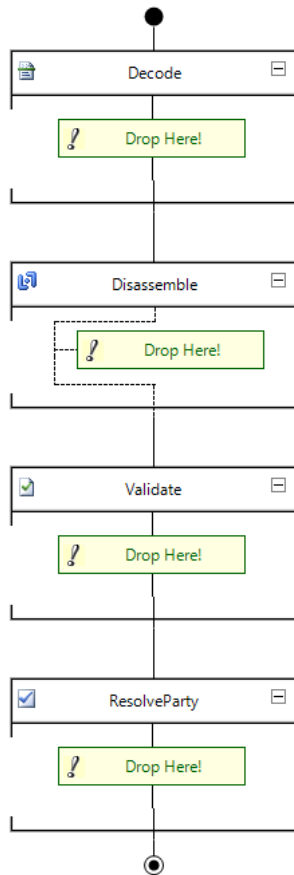 Decode
Drop Here!
Disassemble
Drop Here!
Validate
Drop Here!
ResolveParty
Drop Here!